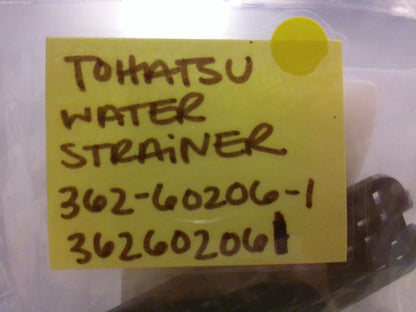 TOHATSU
WATER
STRAINER
362-60206-1
362602061